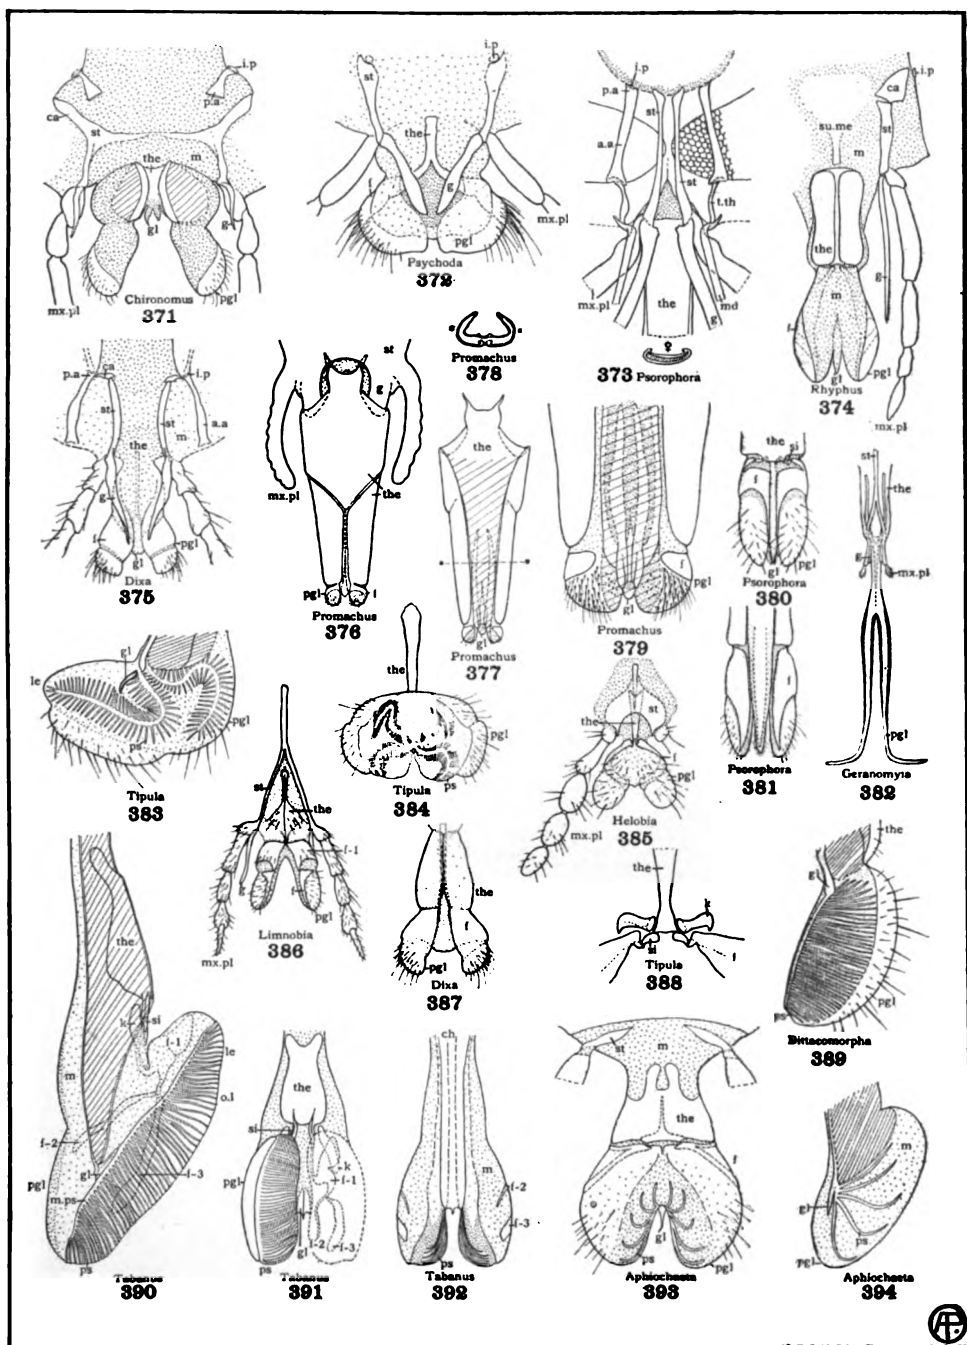 i.p
p.a
ca
st
the
m
gl
g
mx.pl
pgl
Chironomus
371
i.p
st
the
f
g
pgl
mx.pl
Psychoda
372
i.p
p.a
st
a.a
st
t.th
mx.pl
the
md
g
373 Psorophora
i.p
ca
st
su.me
m
the
g
m
f
gl
pgl
Rhyphus
374
mx.pl
p.a
ca
i.p
st
st
the
m
a.a
g
f
gl
pgl
Dixa
375
st
g
mx.pl
the
pgl
f
Promachus
376
Promachus
378
the
gl
Promachus
377
f
pgl
gl
Promachus
379
the
si
f
gl
pgl
Psorophora
380
f
Psorophora
381
st
the
g
mx.pl
pgl
Geranomyia
382
gl
le
pgl
ps
Tipula
383
the
pgl
ps
Tipula
384
st
the
f
pgl
Helobia
385
mx.pl
st
the
f-1
g
f
pgl
Limnobia
386
mx.pl
the
f
pgl
Dixa
387
the
k
si
f
Tipula
388
the
gl
pgl
ps
Bittacomorpha
389
the
k
si
f-1
le
m
o.l
f-2
gl
f-3
pgl
m.ps
ps
Tabanus
390
the
si
k
pgl
f-1
f-2
gl
f-3
ps
Tabanus
391
ch
m
f-2
f-3
ps
Tabanus
392
st
m
the
f
gl
ps
pgl
Aphiochaeta
393
m
gl
ps
pgl
Aphiochaeta
394